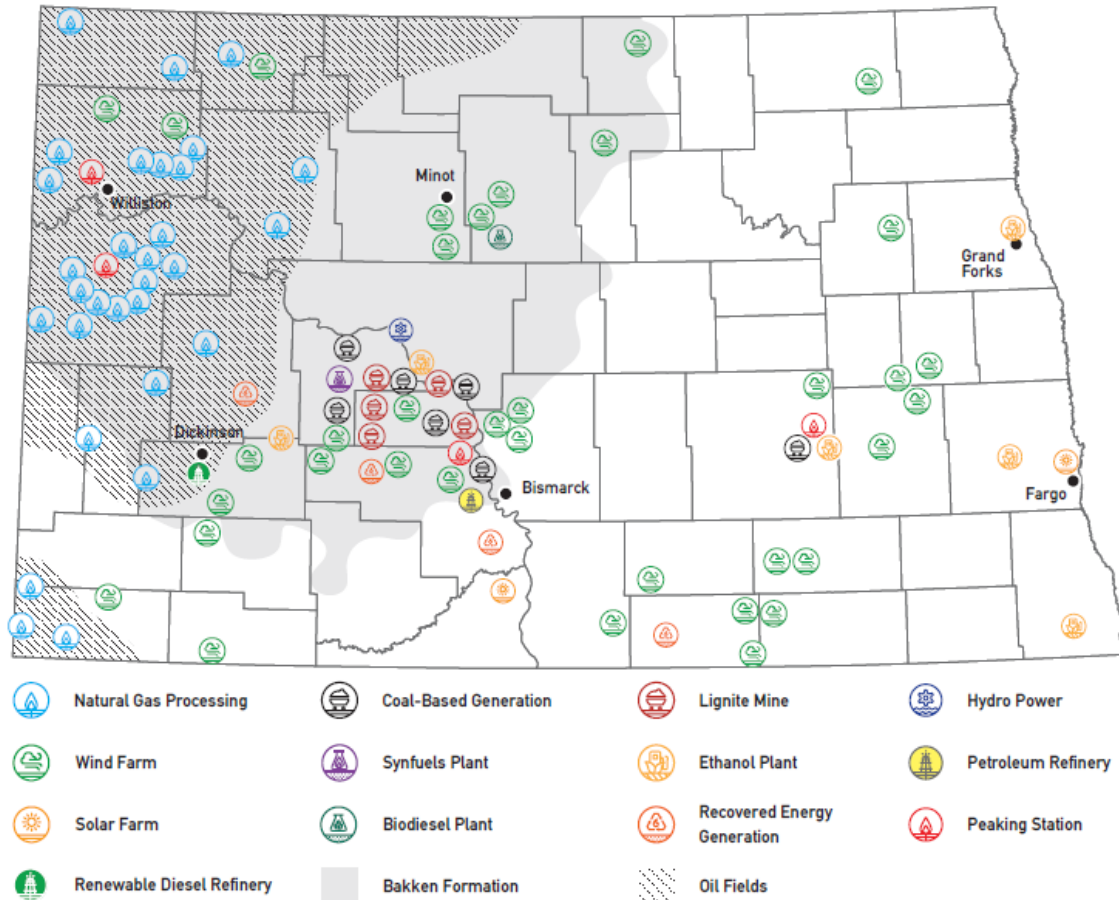 Minot
Williston
Grand
Forks
Dickinson
Bismarck
Fargo
Natural Gas Processing
Coal-Based Generation
Lignite Mine
Hydro Power
Wind Farm
Synfuels Plant
Ethanol Plant
Petroleum Refinery
Solar Farm
Biodiesel Plant
Recovered Energy
Generation
Peaking Station
Renewable Diesel Refinery
Bakken Formation
Oil Fields